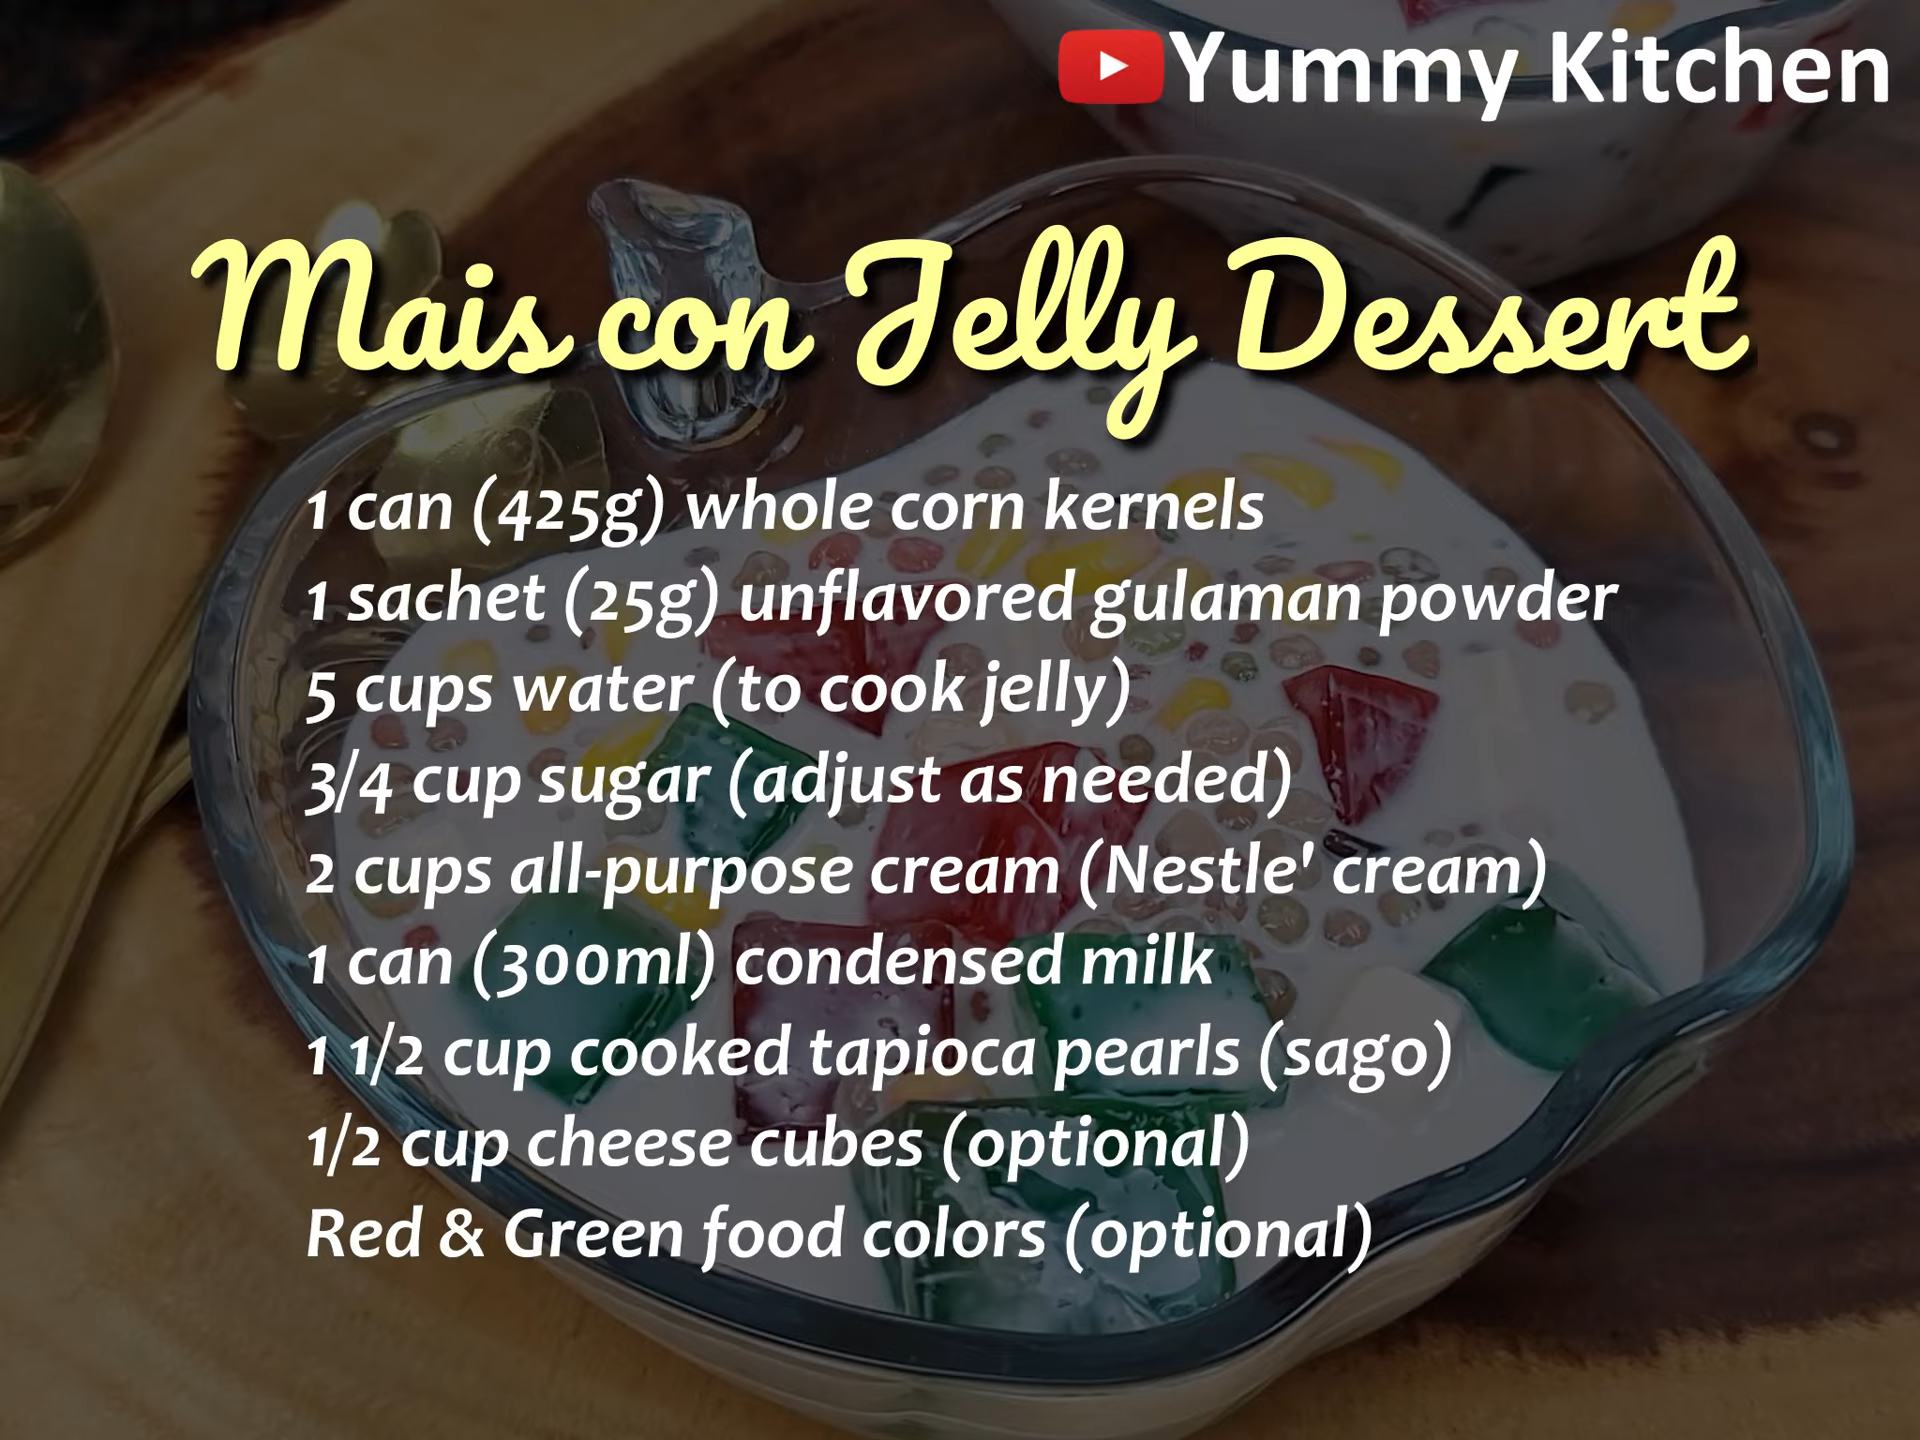 Yummy Kitchen
Mais con Jelly Dessert
1 can (425g) whole corn kernels
1 sachet (25g) unflavored gulaman powder
5 cups water (to cook jelly)
3/4 cup sugar (adjust as needed)
2 cups all-purpose cream (Nestle' cream)
1 can (300ml) condensed milk
1 1/2 cup cooked tapioca pearls (sago)
1/2 cup cheese cubes (optional)
Red & Green food colors (optional)